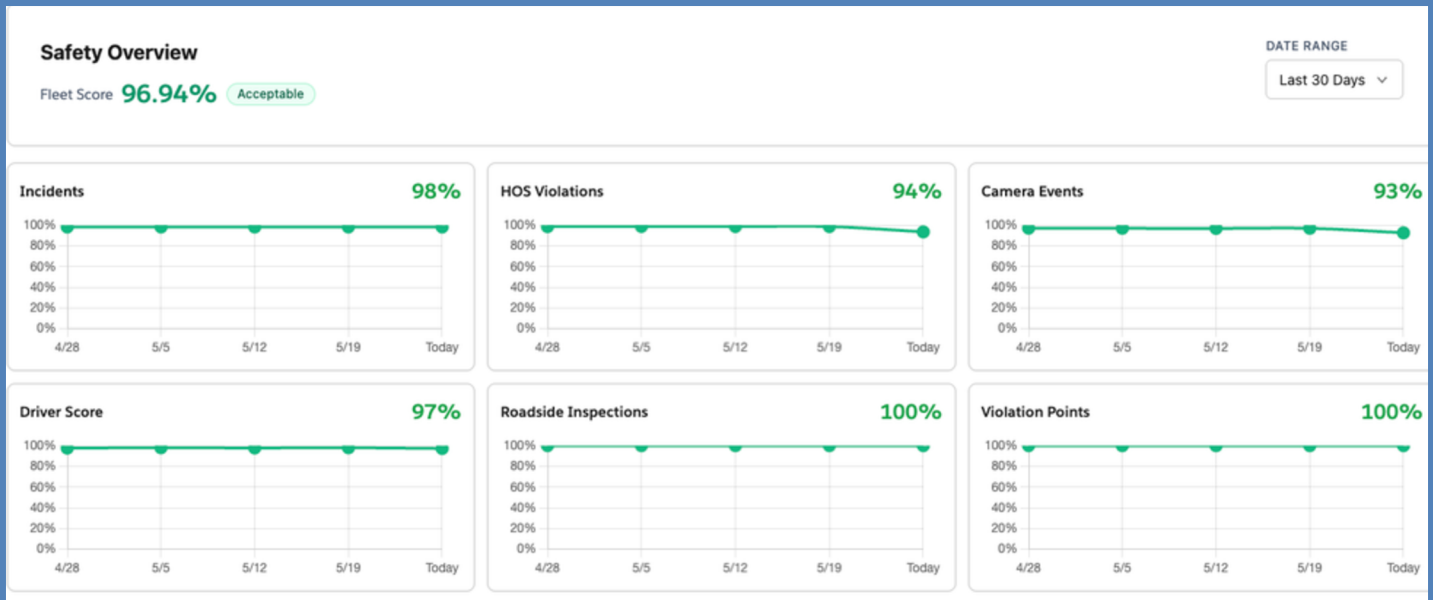 Safety Overview
DATE RANGE
Fleet Score 96.94% Acceptable
Last 30 Days
Incidents 98%
100%
80%
60%
40%
20%
0%
4/28 5/5 5/12 5/19 Today
HOS Violations 94%
100%
80%
60%
40%
20%
0%
4/28 5/5 5/12 5/19 Today
Camera Events 93%
100%
80%
60%
40%
20%
0%
4/28 5/5 5/12 5/19 Today
Driver Score 97%
100%
80%
60%
40%
20%
0%
4/28 5/5 5/12 5/19 Today
Roadside Inspections 100%
100%
80%
60%
40%
20%
0%
4/28 5/5 5/12 5/19 Today
Violation Points 100%
100%
80%
60%
40%
20%
0%
4/28 5/5 5/12 5/19 Today